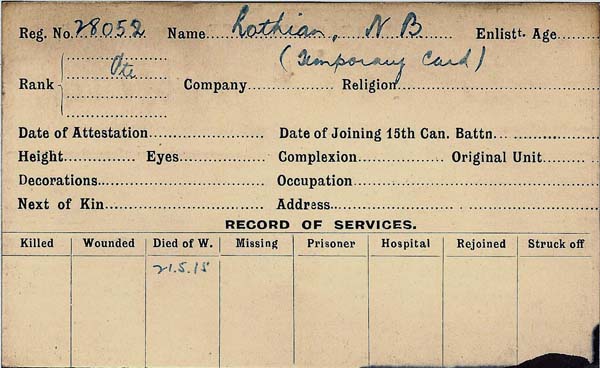 Reg. No. 28052 Name Lothian, N B Enlistt. Age
Pte (Temporary Card)
Rank Company Religion
Date of Attestation Date of Joining 15th Can. Battn.
Height Eyes Complexion Original Unit
Decorations Occupation
Next of Kin Address
RECORD OF SERVICES.
Killed Wounded Died of W. Missing Prisoner Hospital Rejoined Struck off
21.5.15